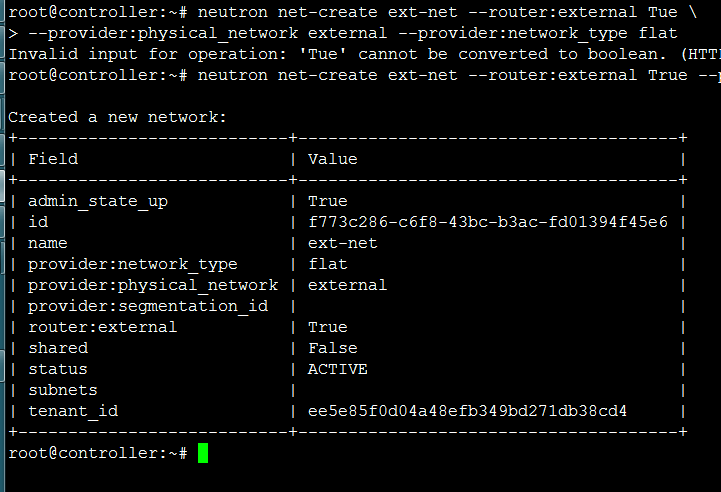 root@controller:~# neutron net-create ext-net --router:external Tue \
> --provider:physical_network external --provider:network_type flat
Invalid input for operation: 'Tue' cannot be converted to boolean. (HTT
root@controller:~# neutron net-create ext-net --router:external True --p
Created a new network:
+---------------------------+--------------------------------------+
| Field                     | Value                                |
+---------------------------+--------------------------------------+
| admin_state_up            | True                                 |
| id                        | f773c286-c6f8-43bc-b3ac-fd01394f45e6 |
| name                      | ext-net                              |
| provider:network_type     | flat                                 |
| provider:physical_network | external                             |
| provider:segmentation_id  |                                      |
| router:external           | True                                 |
| shared                    | False                                |
| status                    | ACTIVE                               |
| subnets                   |                                      |
| tenant_id                 | ee5e85f0d04a48efb349bd271db38cd4     |
+---------------------------+--------------------------------------+
root@controller:~#